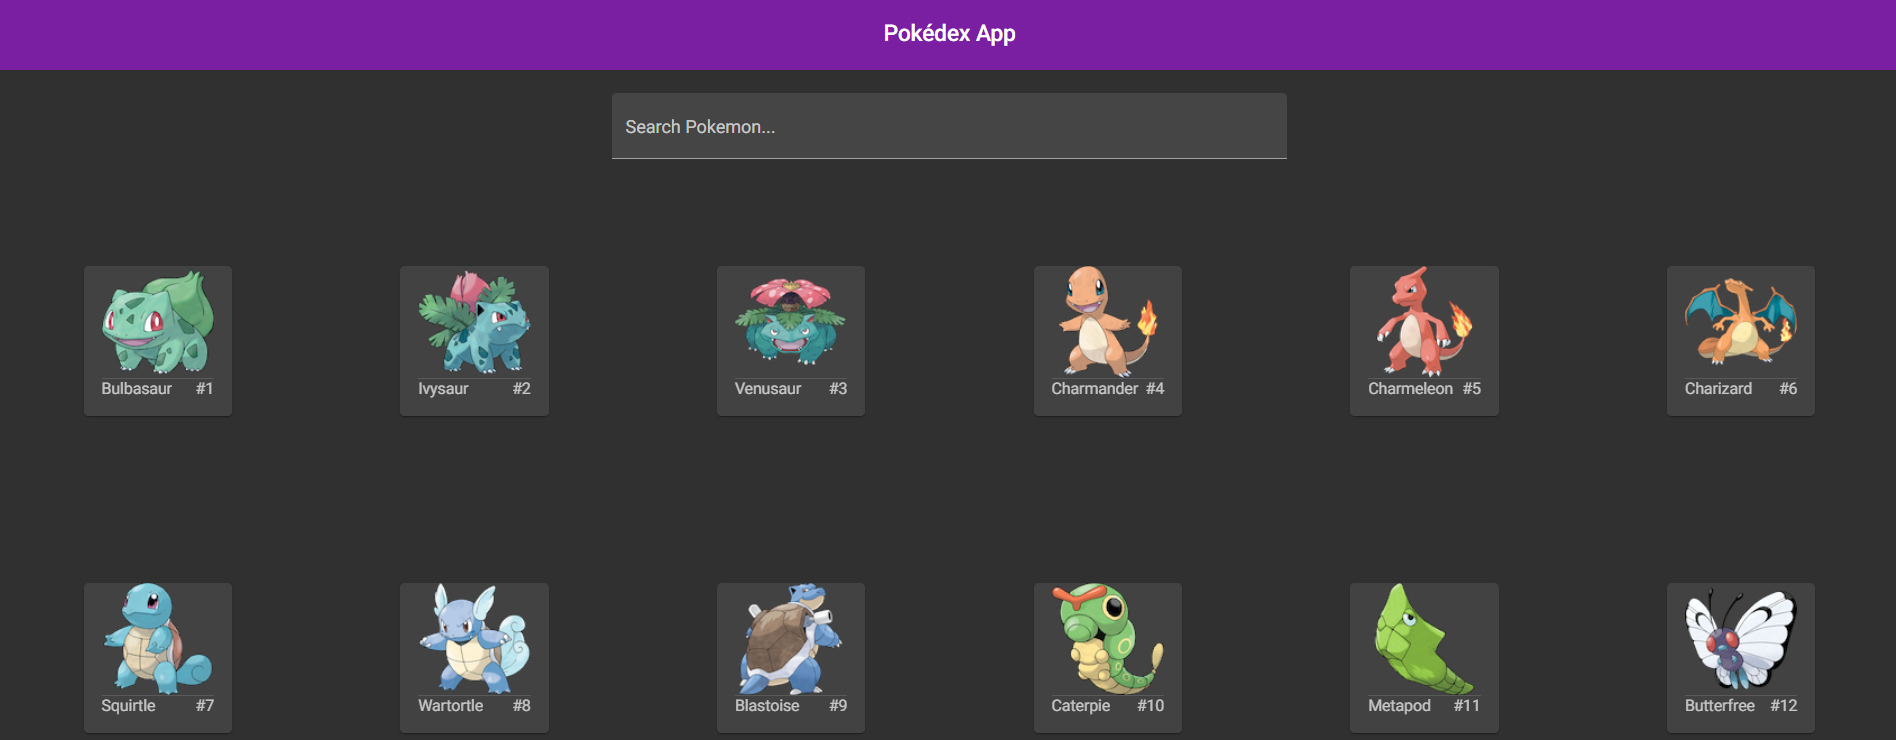 Pokédex App
Search Pokemon...
Bulbasaur #1
Ivysaur #2
Venusaur #3
Charmander #4
Charmeleon #5
Charizard #6
Squirtle #7
Wartortle #8
Blastoise #9
Caterpie #10
Metapod #11
Butterfree #12